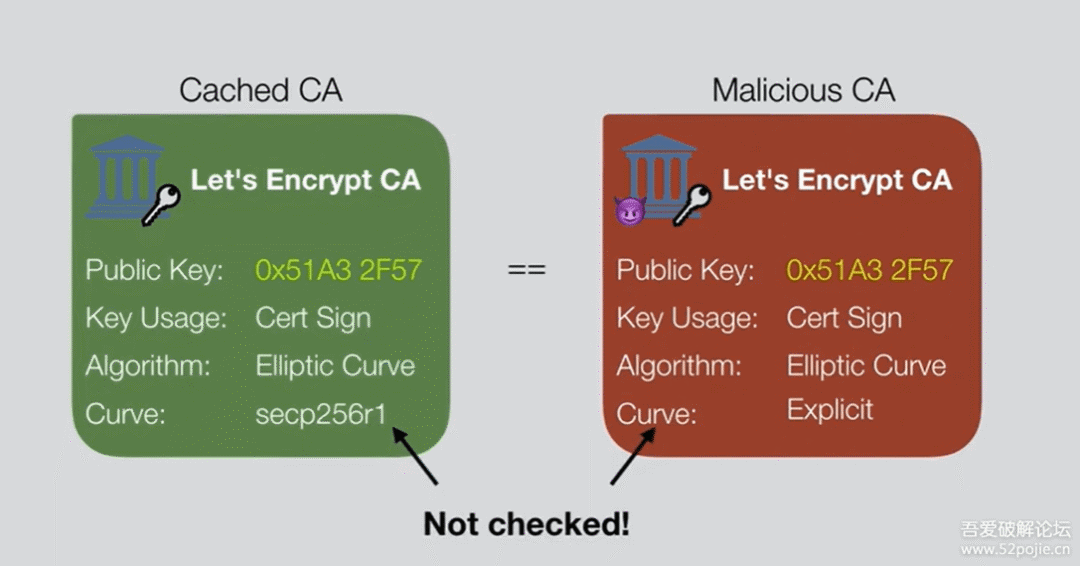 Cached CA
Let's Encrypt CA
Public Key: 0x51A3 2F57
Key Usage: Cert Sign
Algorithm: Elliptic Curve
Curve: secp256r1
==
Malicious CA
Let's Encrypt CA
Public Key: 0x51A3 2F57
Key Usage: Cert Sign
Algorithm: Elliptic Curve
Curve: Explicit
Not checked!
吾爱破解论坛
www.52pojie.cn